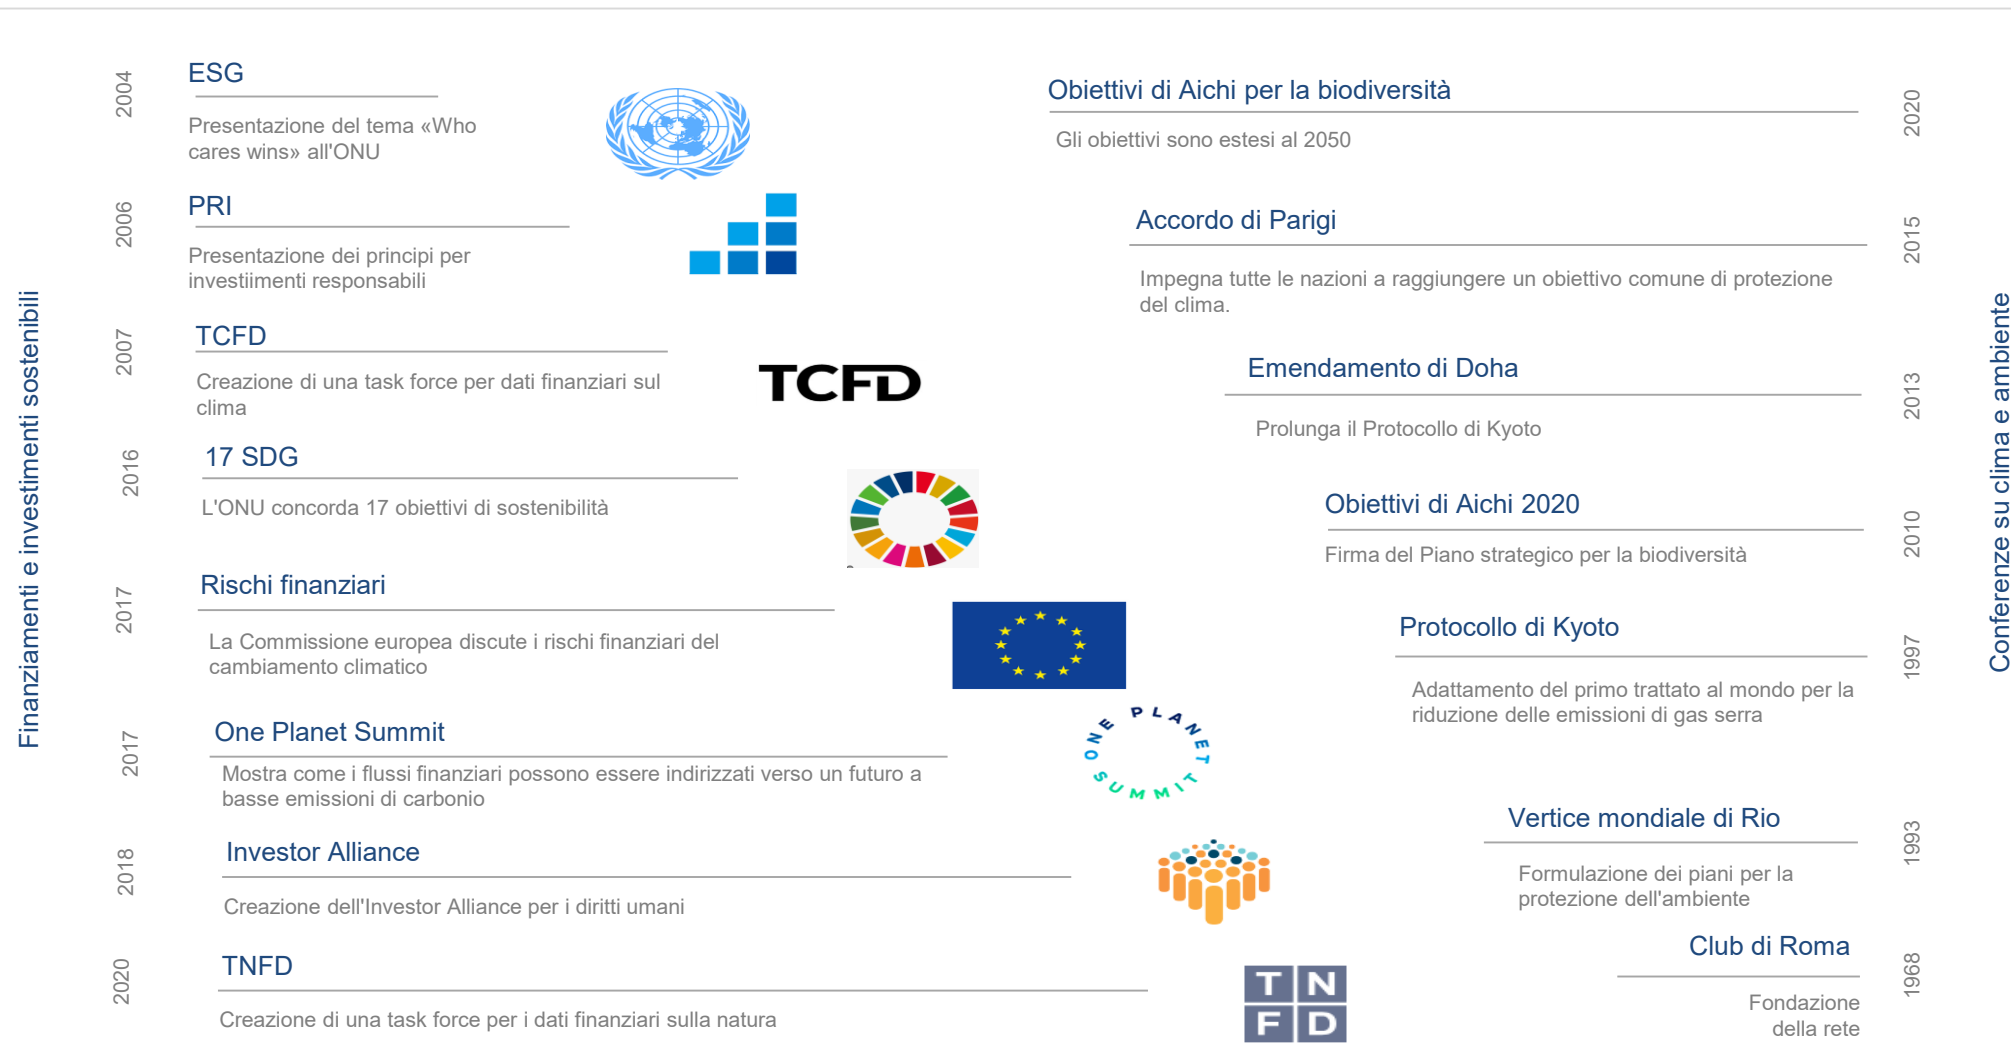 Finanziamenti e investimenti sostenibili
2004
ESG
Presentazione del tema «Who
cares wins» all'ONU
2006
PRI
Presentazione dei principi per
investiimenti responsabili
2007
TCFD
Creazione di una task force per dati finanziari sul
clima
TCFD
2016
17 SDG
L'ONU concorda 17 obiettivi di sostenibilità
2017
Rischi finanziari
La Commissione europea discute i rischi finanziari del
cambiamento climatico
2017
One Planet Summit
Mostra come i flussi finanziari possono essere indirizzati verso un futuro a
basse emissioni di carbonio
ONE PLANET
SUMMIT
2018
Investor Alliance
Creazione dell'Investor Alliance per i diritti umani
2020
TNFD
Creazione di una task force per i dati finanziari sulla natura
TN
FD
Obiettivi di Aichi per la biodiversità
Gli obiettivi sono estesi al 2050
2020
Accordo di Parigi
Impegna tutte le nazioni a raggiungere un obiettivo comune di protezione
del clima.
2015
Emendamento di Doha
Prolunga il Protocollo di Kyoto
2013
Obiettivi di Aichi 2020
Firma del Piano strategico per la biodiversità
2010
Protocollo di Kyoto
Adattamento del primo trattato al mondo per la
riduzione delle emissioni di gas serra
1997
Vertice mondiale di Rio
Formulazione dei piani per la
protezione dell'ambiente
1993
Club di Roma
Fondazione
della rete
1968
Conferenze su clima e ambiente